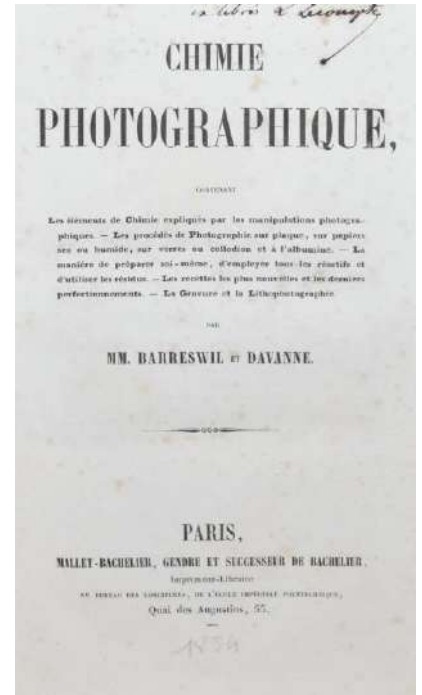 ex libris L Lecompte
CHIMIE
PHOTOGRAPHIQUE,
CONTENANT
Les éléments de Chimie expliqués par les manipulations photogra-
phiques. — Les procédés de Photographie sur plaque, sur papiers
sec ou humide, sur verres au collodion et à l'albumine. — La
manière de préparer soi-même, d'employer tous les réactifs et
d'utiliser les résidus. — Les recettes les plus nouvelles et les derniers
perfectionnements. — La Gravure et la Lithophotographie.
PAR
MM. BARRESWIL ET DAVANNE.
PARIS,
MALLET-BACHELIER, GENDRE ET SUCCESSEUR DE BACHELIER,
Imprimeur-Libraire
DU BUREAU DES LONGITUDES, DE L'ÉCOLE IMPÉRIALE POLYTECHNIQUE,
Quai des Augustins, 55.
1854